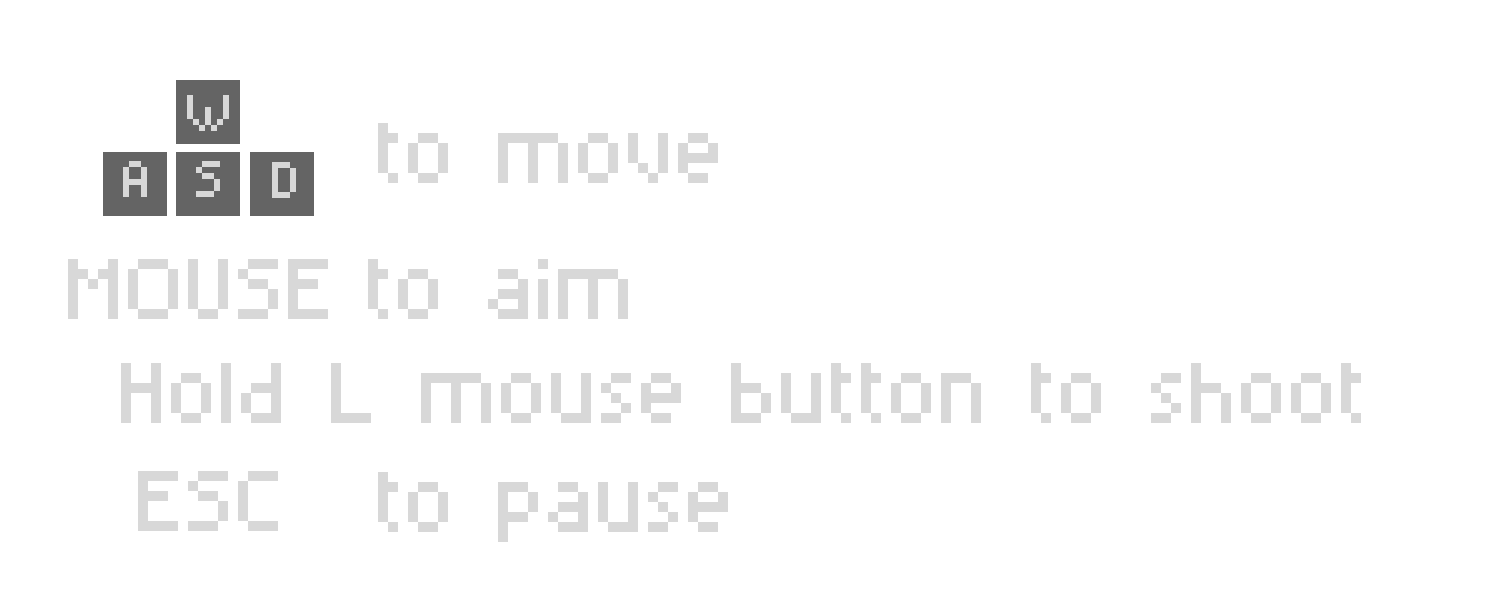 W
A S D to move
MOUSE to aim
Hold L mouse button to shoot
ESC to pause